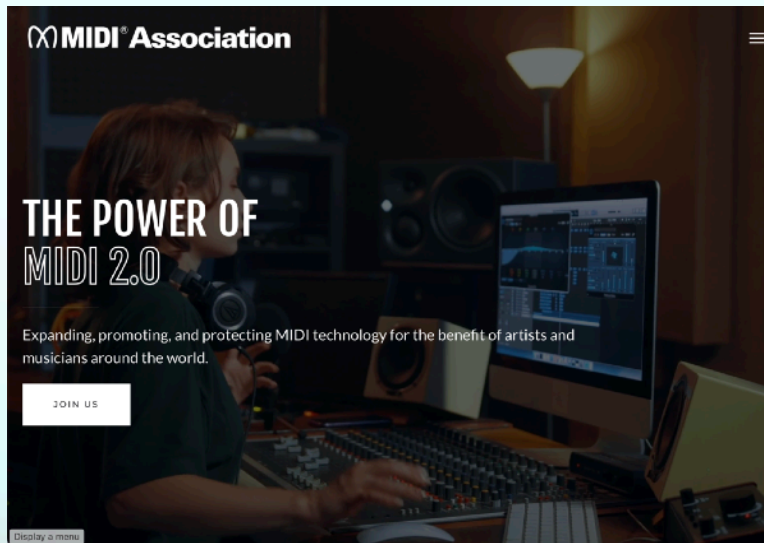 MIDI® Association
THE POWER OF
MIDI 2.0
Expanding, promoting, and protecting MIDI technology for the benefit of artists and
musicians around the world.
JOIN US
Display a menu